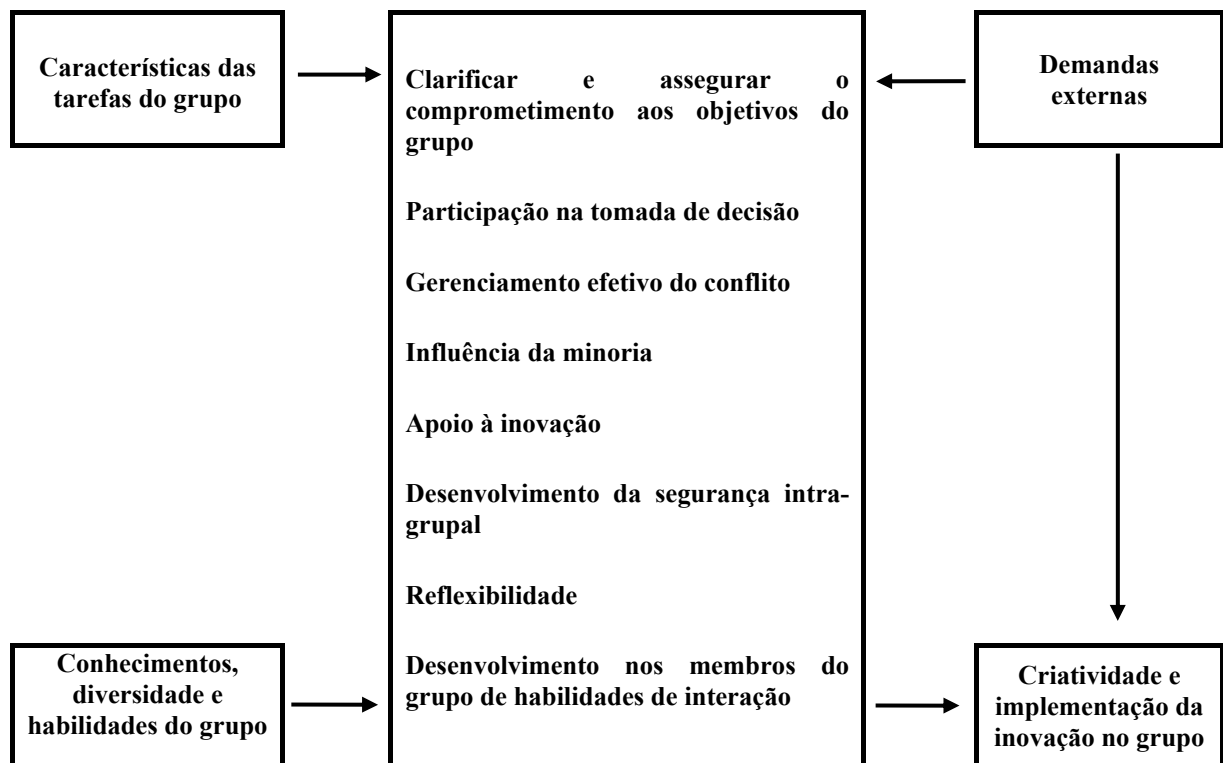 Características das
tarefas do grupo
Clarificar e assegurar o
comprometimento aos objetivos do
grupo
Participação na tomada de decisão
Gerenciamento efetivo do conflito
Influência da minoria
Apoio à inovação
Desenvolvimento da segurança intra-
grupal
Reflexibilidade
Desenvolvimento nos membros do
grupo de habilidades de interação
Demandas
externas
Conhecimentos,
diversidade e
habilidades do grupo
Criatividade e
implementação da
inovação no grupo